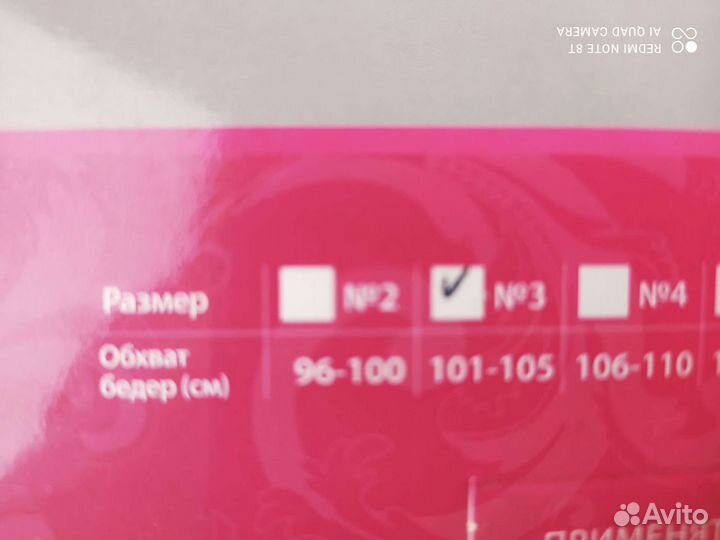 REDMI NOTE 8T
AI QUAD CAMERA
Размер №2 №3 №4
Обхват
бедер (см) 96-100 101-105 106-110
ПРИМЕНЯТ
Avito